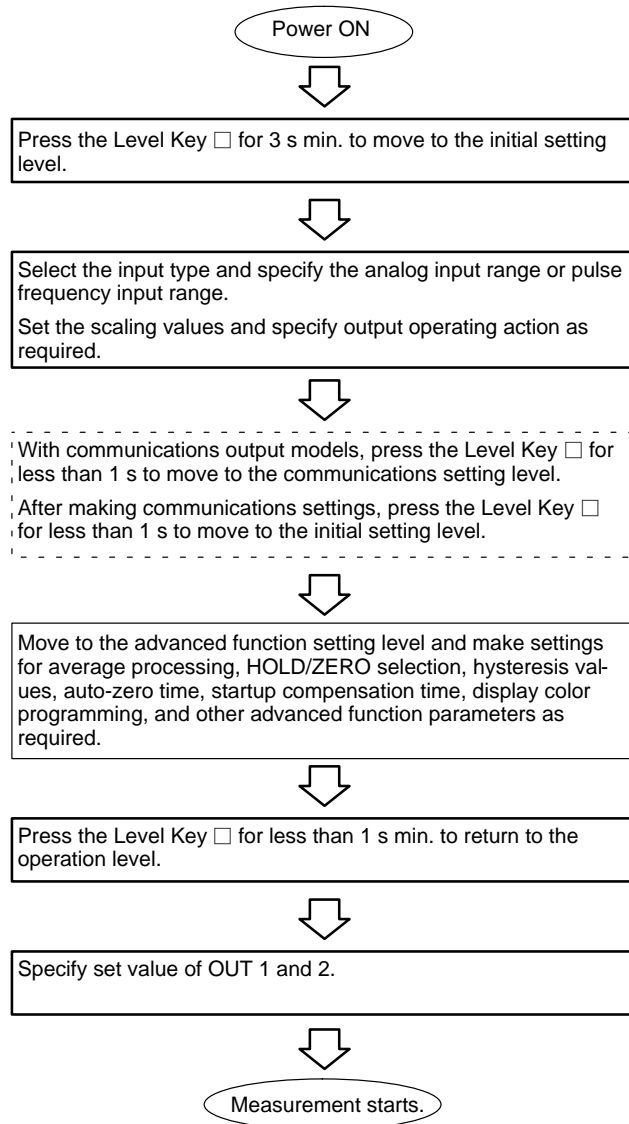 Power ON
Press the Level Key □ for 3 s min. to move to the initial setting
level.
Select the input type and specify the analog input range or pulse
frequency input range.
Set the scaling values and specify output operating action as
required.
With communications output models, press the Level Key □ for
less than 1 s to move to the communications setting level.
After making communications settings, press the Level Key □
for less than 1 s to move to the initial setting level.
Move to the advanced function setting level and make settings
for average processing, HOLD/ZERO selection, hysteresis val-
ues, auto-zero time, startup compensation time, display color
programming, and other advanced function parameters as
required.
Press the Level Key □ for less than 1 s min. to return to the
operation level.
Specify set value of OUT 1 and 2.
Measurement starts.